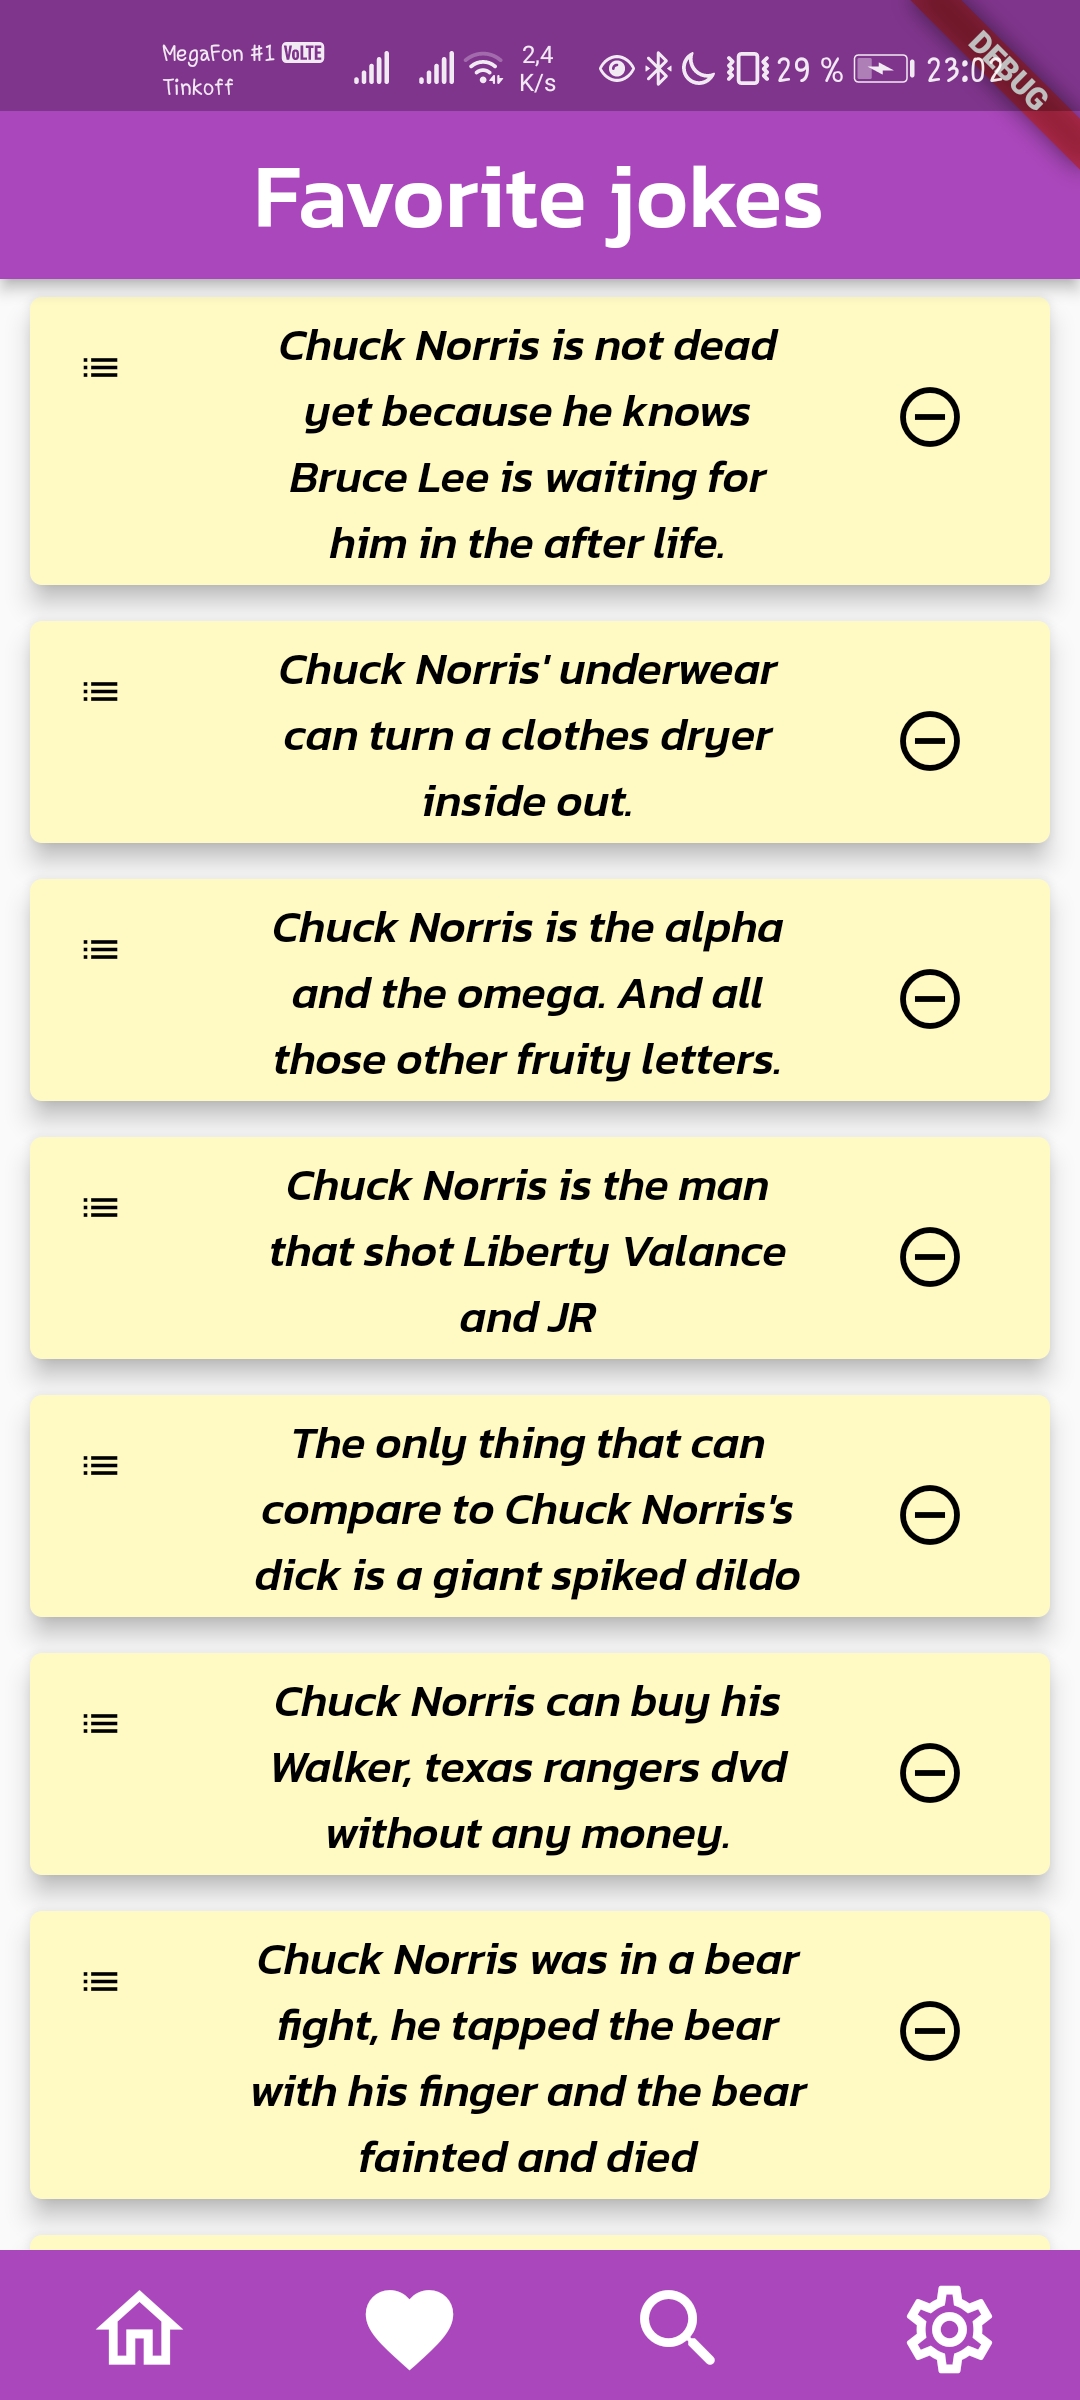 MegaFon #1 VoLTE
Tinkoff
2,4
K/s
29 %
23:02
DEBUG
Favorite jokes
Chuck Norris is not dead
yet because he knows
Bruce Lee is waiting for
him in the after life.
Chuck Norris' underwear
can turn a clothes dryer
inside out.
Chuck Norris is the alpha
and the omega. And all
those other fruity letters.
Chuck Norris is the man
that shot Liberty Valance
and JR
The only thing that can
compare to Chuck Norris's
dick is a giant spiked dildo
Chuck Norris can buy his
Walker, texas rangers dvd
without any money.
Chuck Norris was in a bear
fight, he tapped the bear
with his finger and the bear
fainted and died